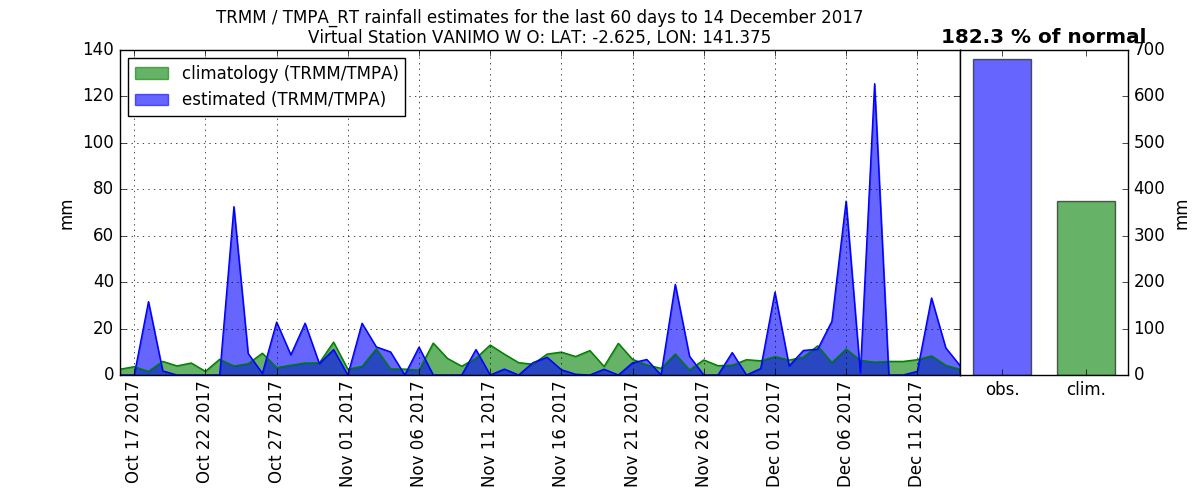 TRMM / TMPA_RT rainfall estimates for the last 60 days to 14 December 2017
Virtual Station VANIMO W O: LAT: -2.625, LON: 141.375
182.3 % of normal
climatology (TRMM/TMPA)
estimated (TRMM/TMPA)
140
120
100
80
60
40
20
0
mm
700
600
500
400
300
200
100
0
mm
Oct 17 2017
Oct 22 2017
Oct 27 2017
Nov 01 2017
Nov 06 2017
Nov 11 2017
Nov 16 2017
Nov 21 2017
Nov 26 2017
Dec 01 2017
Dec 06 2017
Dec 11 2017
obs.
clim.